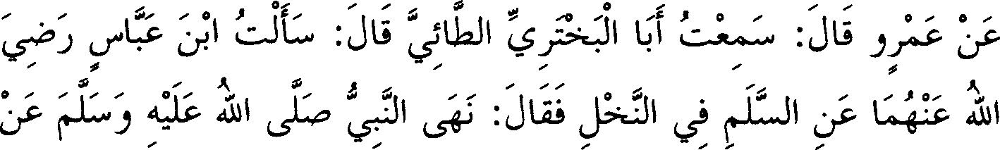 عَنْ عَمْرٍو قَالَ: سَمِعْتُ أَبَا الْبَخْتَرِيِّ الطَّائِيَّ قَالَ: سَأَلْتُ ابْنَ عَبَّاسٍ رَضِيَ
اللهُ عَنْهُمَا عَنِ السَّلَمِ فِي النَّخْلِ فَقَالَ: نَهَى النَّبِيُّ صَلَّى اللهُ عَلَيْهِ وَسَلَّمَ عَنْ